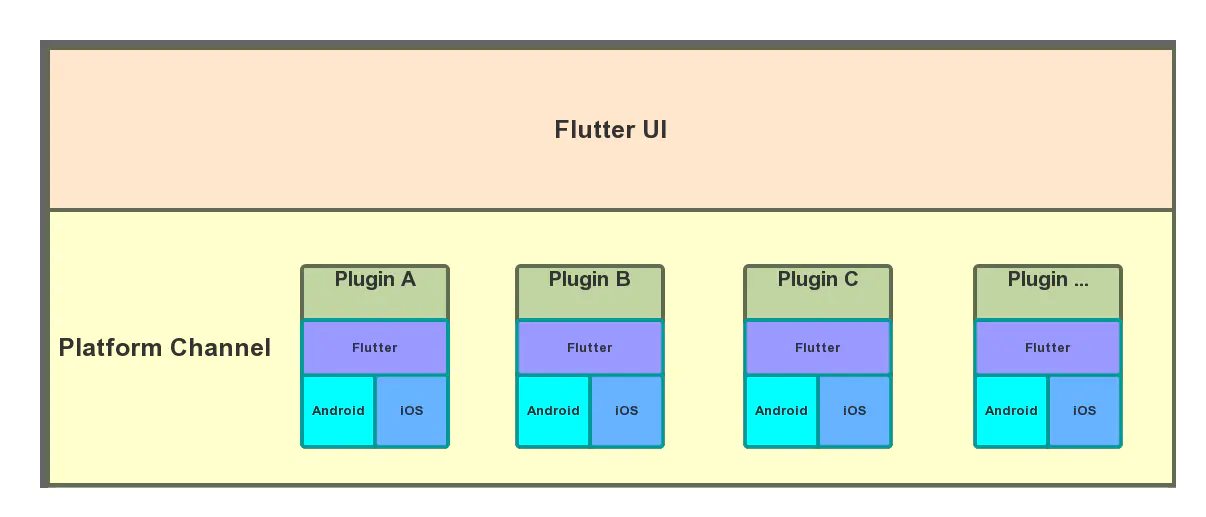 Flutter UI
Platform Channel
Plugin A
Flutter
Android
iOS
Plugin B
Flutter
Android
iOS
Plugin C
Flutter
Android
iOS
Plugin ...
Flutter
Android
iOS